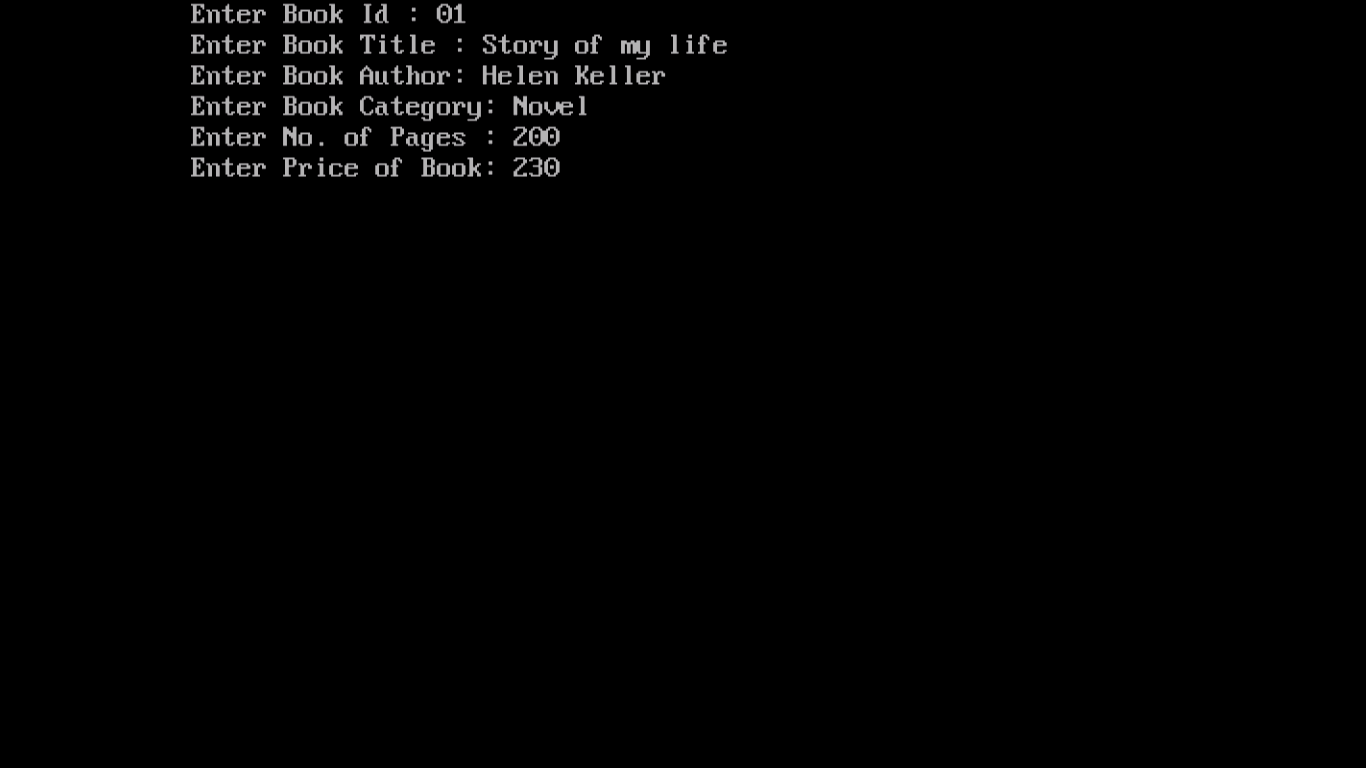 Enter Book Id : 01
Enter Book Title : Story of my life
Enter Book Author: Helen Keller
Enter Book Category: Novel
Enter No. of Pages : 200
Enter Price of Book: 230